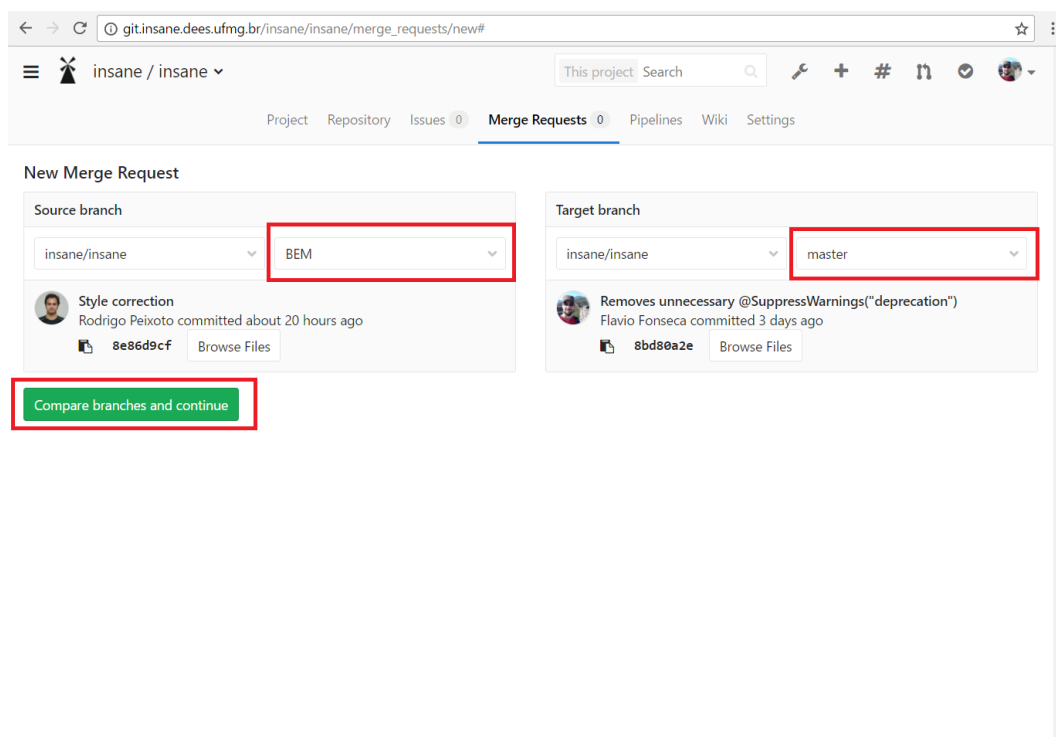 git.insane.dees.ufmg.br/insane/insane/merge_requests/new#
insane / insane
This project Search
Project Repository Issues 0 Merge Requests 0 Pipelines Wiki Settings
New Merge Request
Source branch
insane/insane
BEM
Style correction
Rodrigo Peixoto committed about 20 hours ago
8e86d9cf Browse Files
Target branch
insane/insane
master
Removes unnecessary @SuppressWarnings("deprecation")
Flavio Fonseca committed 3 days ago
8bd80a2e Browse Files
Compare branches and continue